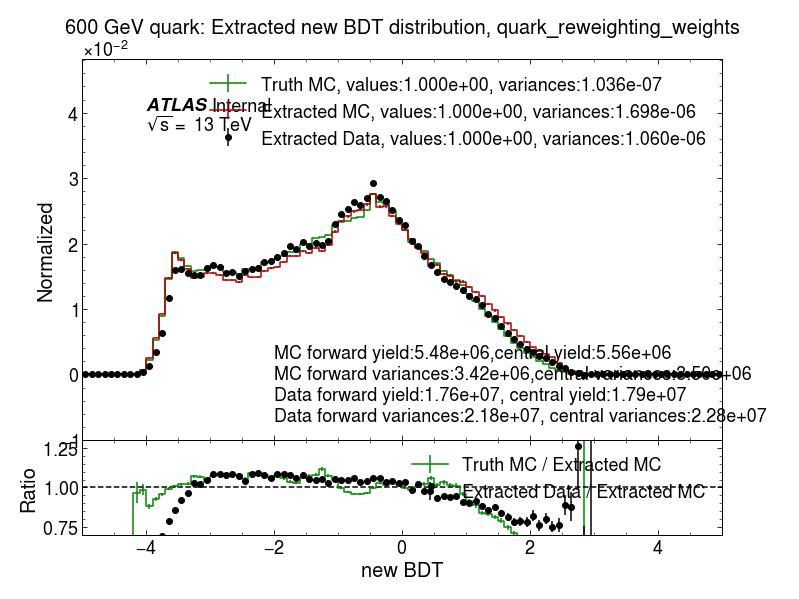 600 GeV quark: Extracted new BDT distribution, quark_reweighting_weights
×10⁻²
Truth MC, values:1.000e+00, variances:1.036e-07
ATLAS Internal
Extracted MC, values:1.000e+00, variances:1.698e-06
√s = 13 TeV
Extracted Data, values:1.000e+00, variances:1.060e-06
4
3
2
1
0
Normalized
MC forward yield:5.48e+06,central yield:5.56e+06
MC forward variances:3.42e+06,central variances:3.50e+06
Data forward yield:1.76e+07, central yield:1.79e+07
Data forward variances:2.18e+07, central variances:2.28e+07
1.25
1.00
0.75
Ratio
Truth MC / Extracted MC
Extracted Data / Extracted MC
−4 −2 0 2 4
new BDT